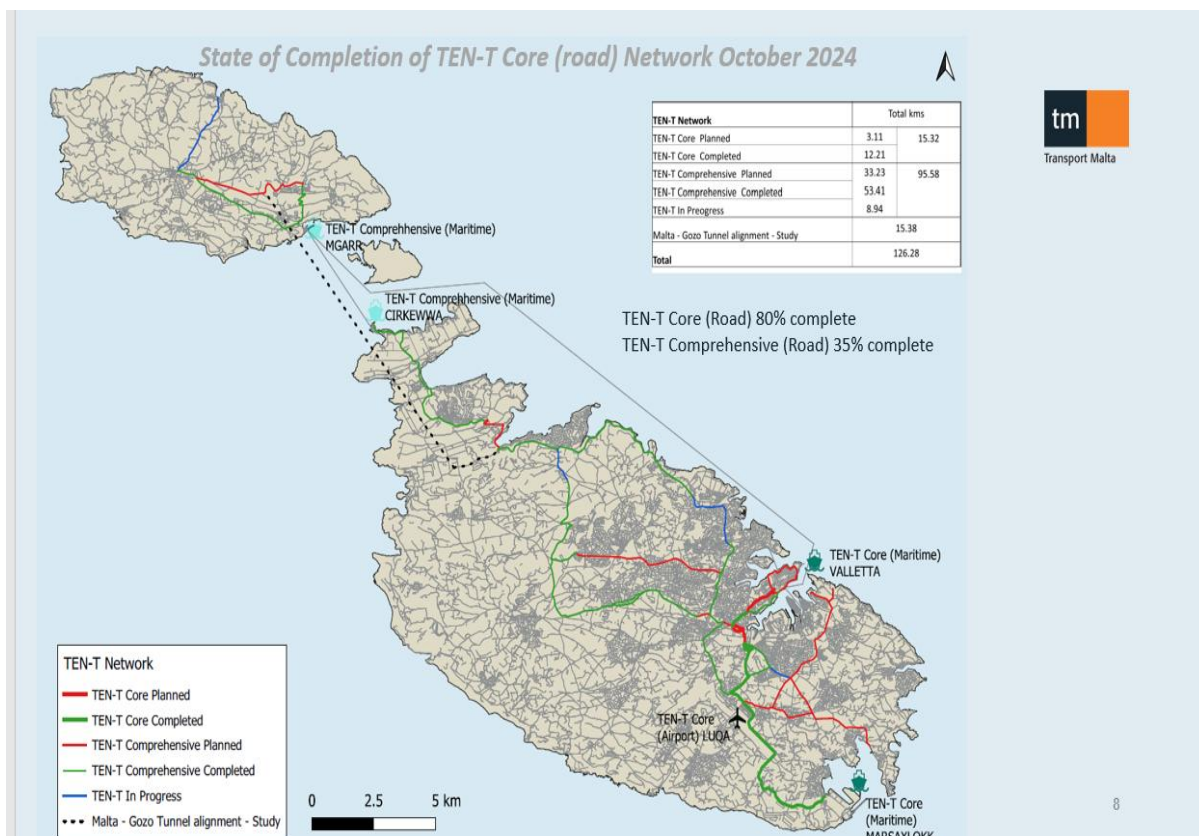 State of Completion of TEN-T Core (road) Network October 2024
TEN-T Network Total kms
TEN-T Core Planned 3.11 15.32
TEN-T Core Completed 12.21
TEN-T Comprehensive Planned 33.23 95.58
TEN-T Comprehensive Completed 53.41
TEN-T In Preogress 8.94
Malta - Gozo Tunnel alignment - Study 15.38
Total 126.28
tm
Transport Malta
TEN-T Comprehhensive (Maritime)
MGARR
TEN-T Comprehhensive (Maritime)
CIRKEWWA
TEN-T Core (Road) 80% complete
TEN-T Comprehensive (Road) 35% complete
TEN-T Core (Maritime)
VALLETTA
TEN-T Core
(Airport) LUQA
TEN-T Core
(Maritime)
MARSAXLOKK
TEN-T Network
TEN-T Core Planned
TEN-T Core Completed
TEN-T Comprehensive Planned
TEN-T Comprehensive Completed
TEN-T In Progress
Malta - Gozo Tunnel alignment - Study
0 2.5 5 km
8